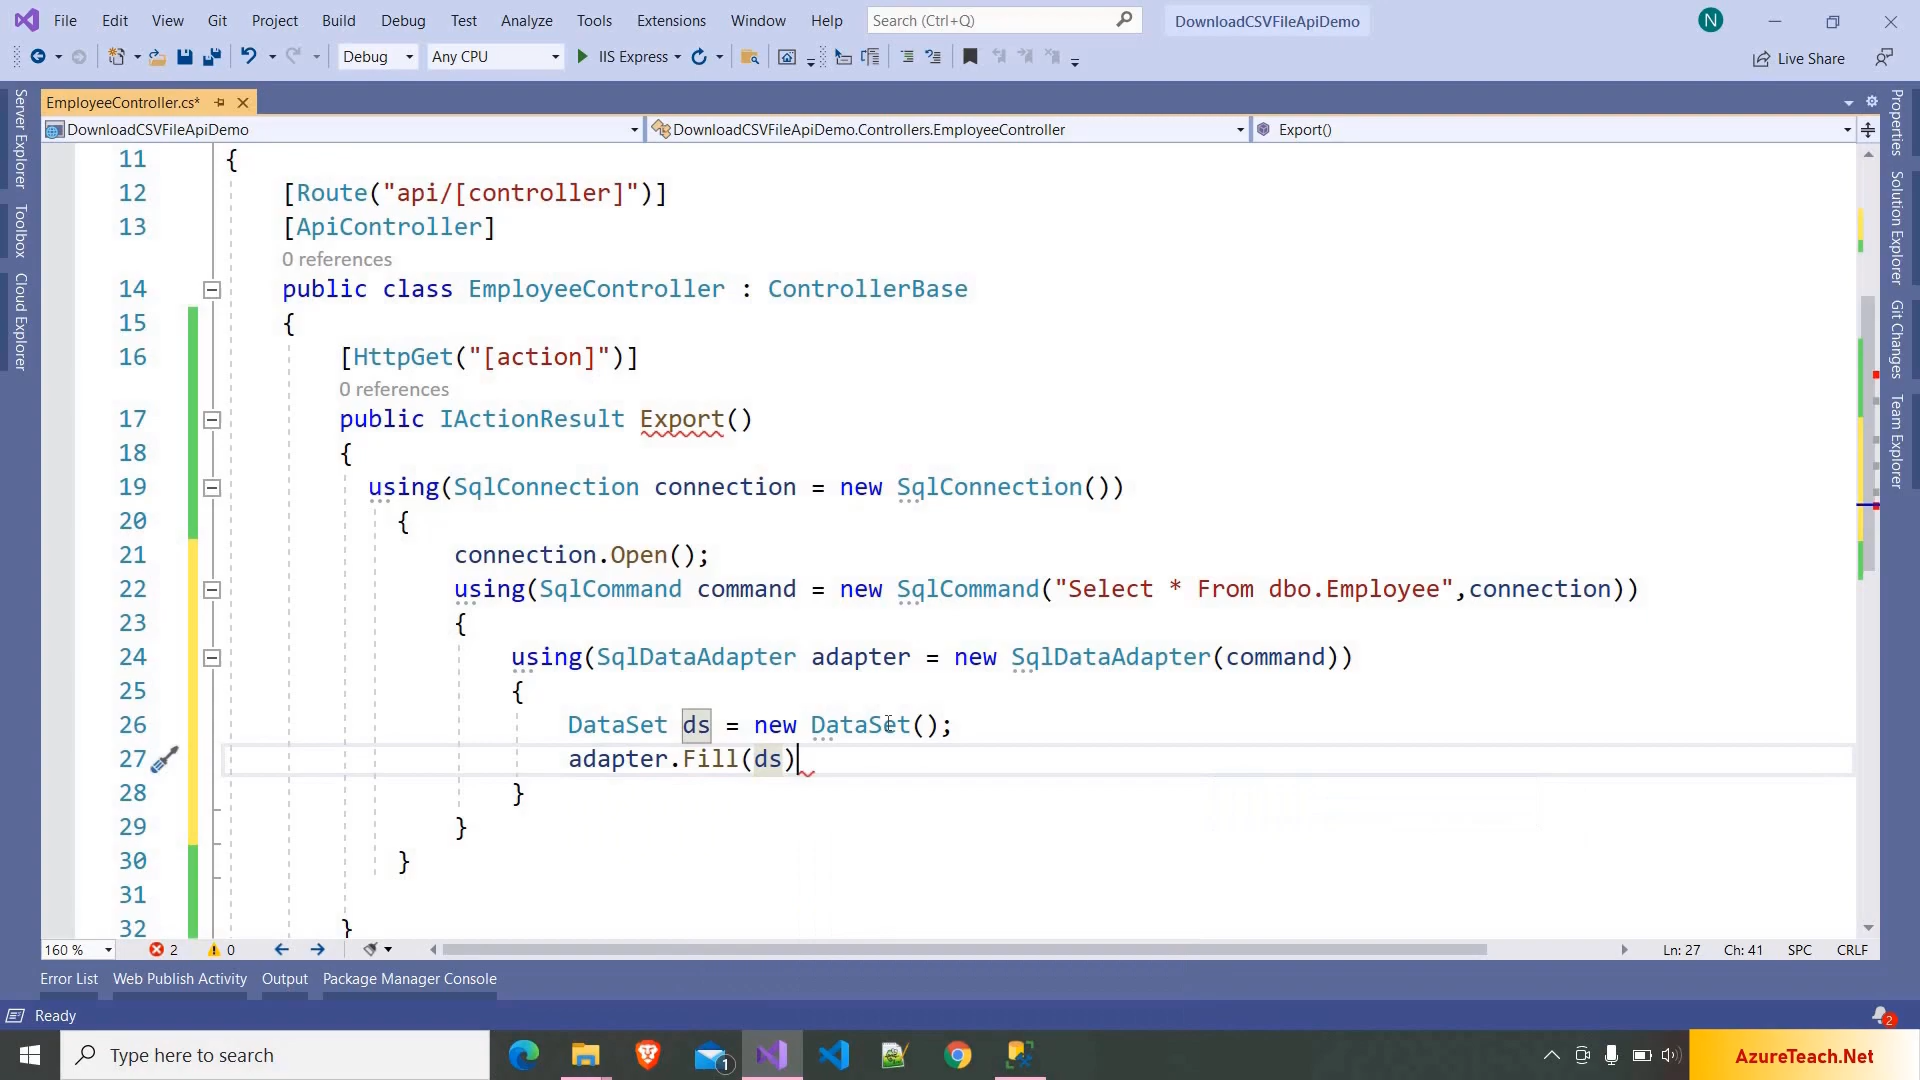 File Edit View Git Project Build Debug Test Analyze Tools Extensions Window Help Search (Ctrl+Q) DownloadCSVFileApiDemo N
Debug Any CPU IIS Express Live Share
EmployeeController.cs*
DownloadCSVFileApiDemo DownloadCSVFileApiDemo.Controllers.EmployeeController Export()
Server Explorer
Toolbox
Cloud Explorer
11 {
12 [Route("api/[controller]")]
13 [ApiController]
0 references
14 public class EmployeeController : ControllerBase
15 {
16 [HttpGet("[action]")]
0 references
17 public IActionResult Export()
18 {
19 using(SqlConnection connection = new SqlConnection())
20 {
21 connection.Open();
22 using(SqlCommand command = new SqlCommand("Select * From dbo.Employee",connection))
23 {
24 using(SqlDataAdapter adapter = new SqlDataAdapter(command))
25 {
26 DataSet ds = new DataSet();
27 adapter.Fill(ds)
28 }
29 }
30 }
31
32 }
Properties
Solution Explorer
Git Changes
Team Explorer
160 % 2 0 Ln: 27 Ch: 41 SPC CRLF
Error List Web Publish Activity Output Package Manager Console
Ready 2
Type here to search 1 AzureTeach.Net